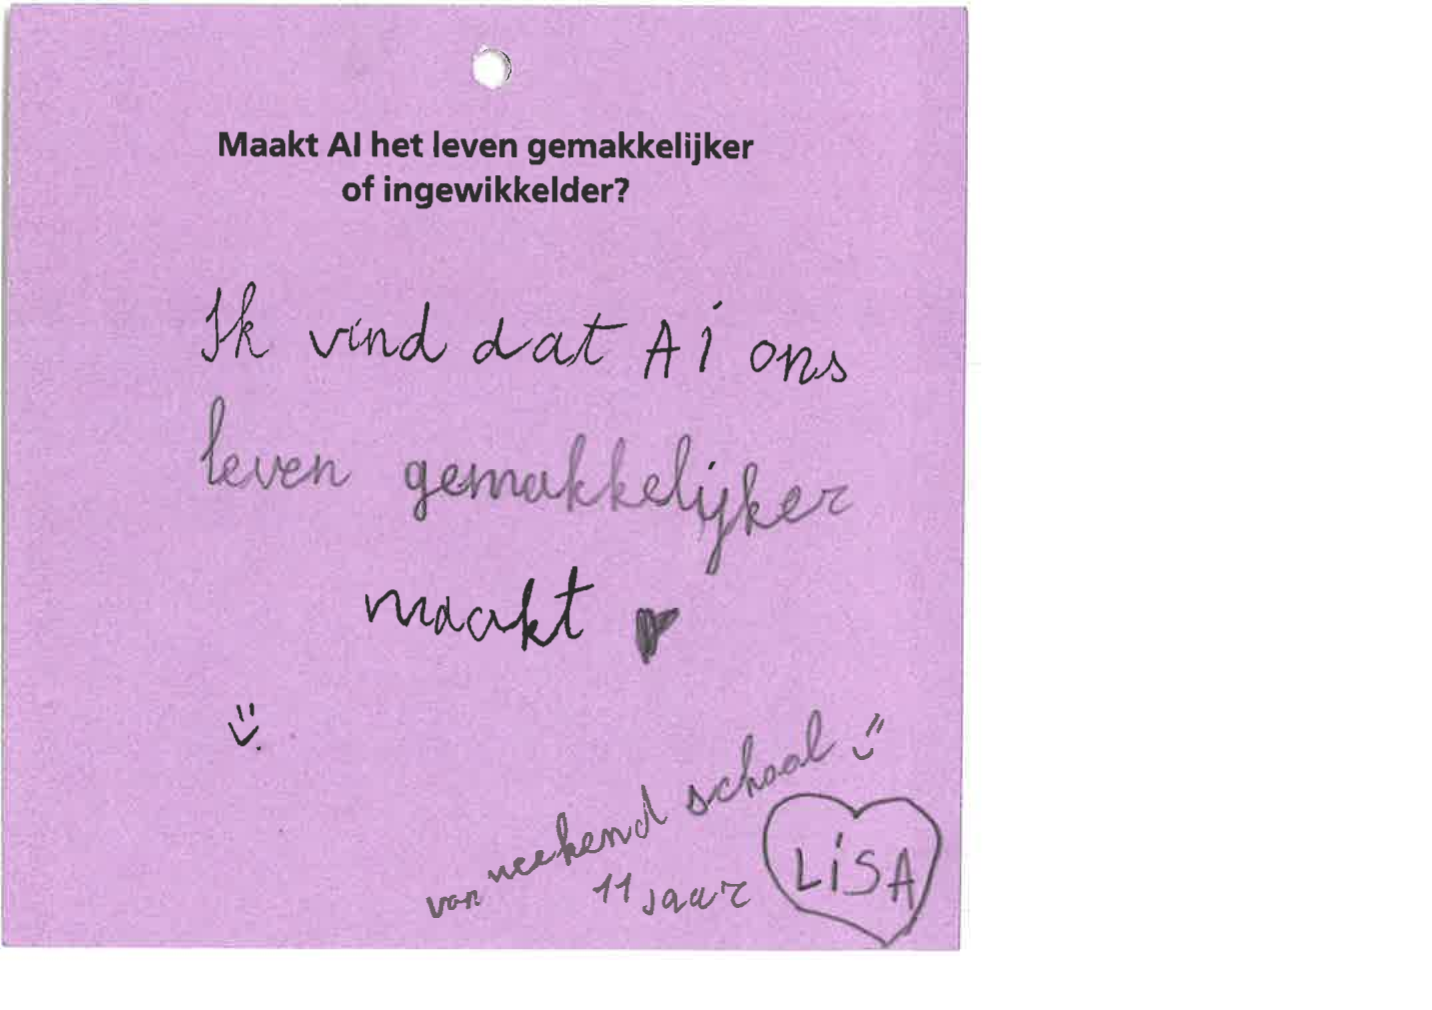 Maakt AI het leven gemakkelijker
of ingewikkelder?
Ik vind dat Ai ons
leven gemakkelijker
maakt ♥
van weekend school
11 jaar
LiSA